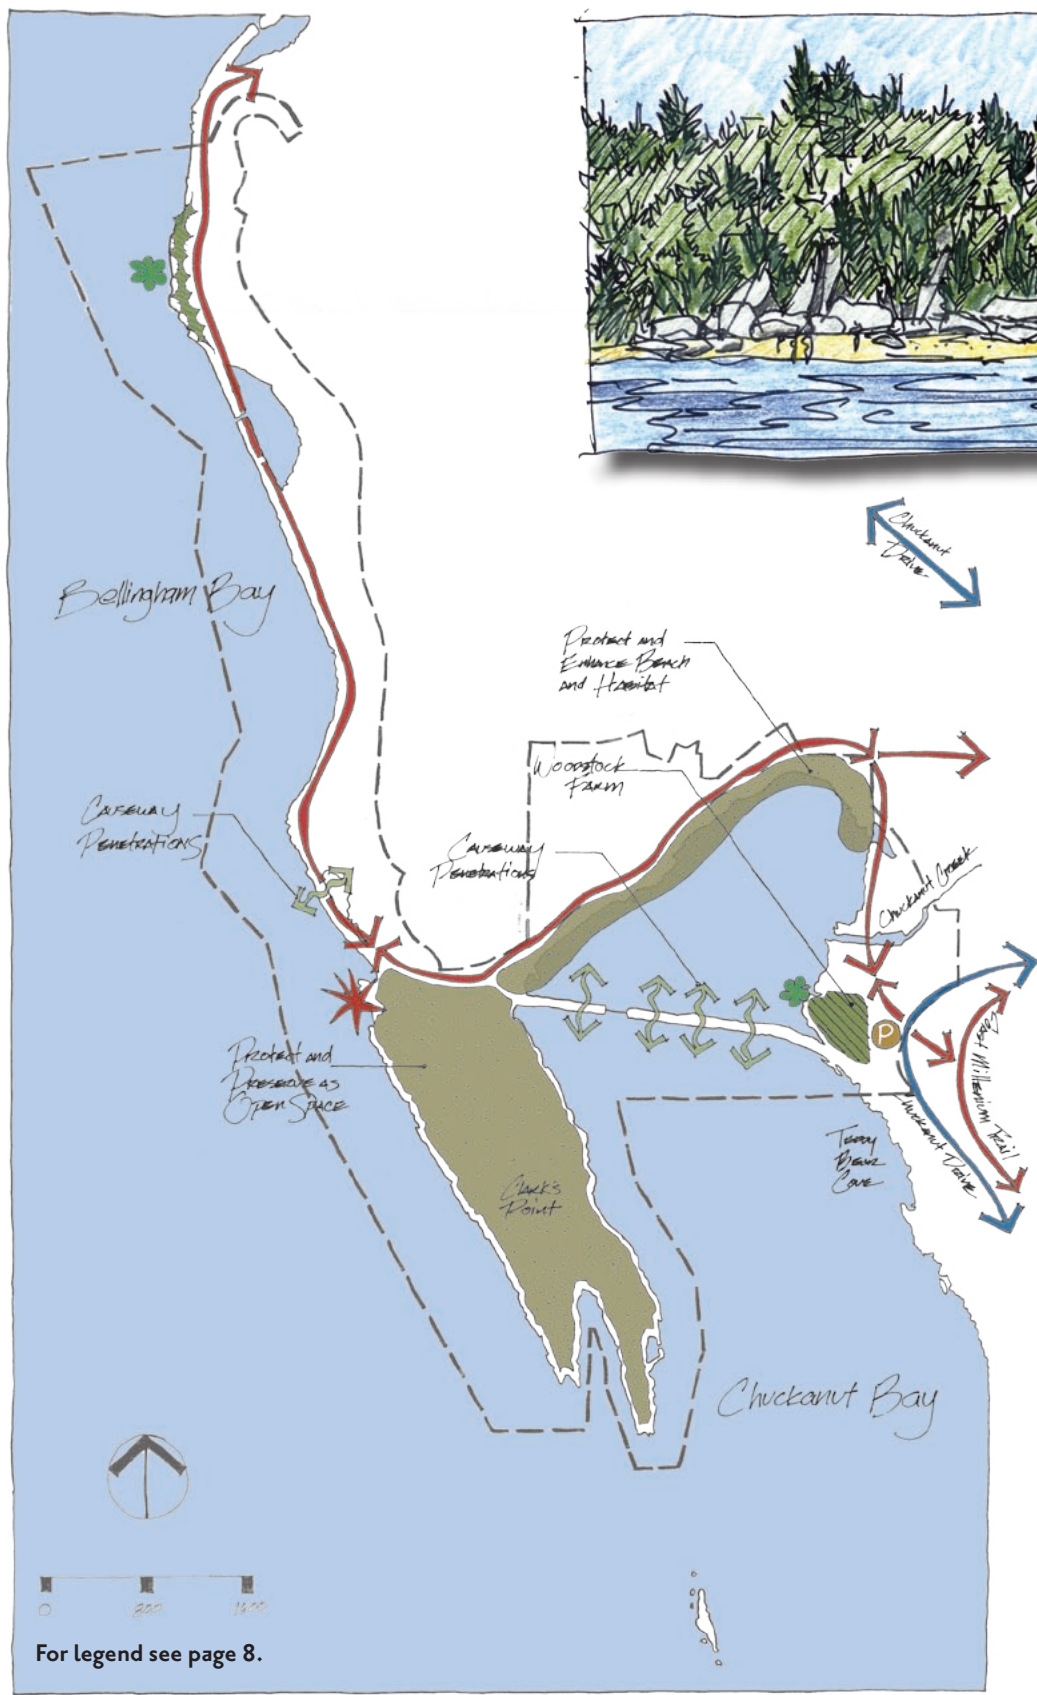 Chuckanut
Drive
Bellingham Bay
Protect and
Enhance Beach
and Habitat
Woodstock
Farm
Causeway
Penetrations
Causeway
Penetrations
Chuckanut Creek
P
Coast Millenium Trail
Protect and
Preserve as
Open Space
Chuckanut Drive
Teddy
Bear
Cove
Clark's
Point
Chuckanut Bay
0 800 1600
For legend see page 8.